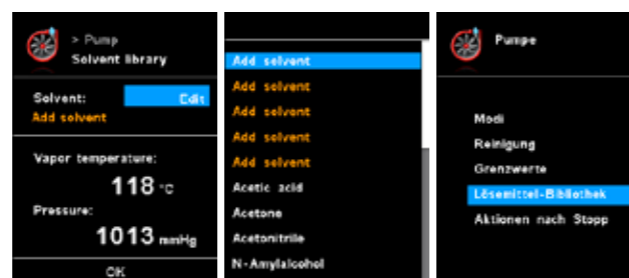 > Pump
Solvent library
Solvent:
Edit
Add solvent
Vapor temperature:
118 °C
Pressure:
1013 mmHg
OK
Add solvent
Add solvent
Add solvent
Add solvent
Add solvent
Acetic acid
Acetone
Acetonitrile
N-Amylalcohol
Pumpe
Modi
Reinigung
Grenzwerte
Lösemittel-Bibliothek
Aktionen nach Stopp